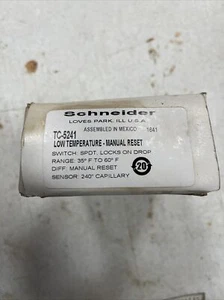 Schneider
LOVES PARK, ILL U.S.A.
ASSEMBLED IN MEXICO 1641
TC-5241
LOW TEMPERATURE - MANUAL RESET
SWITCH: SPDT, LOCKS ON DROP
RANGE: 35° F TO 60° F
DIFF: MANUAL RESET
SENSOR: 240" CAPILLARY
20